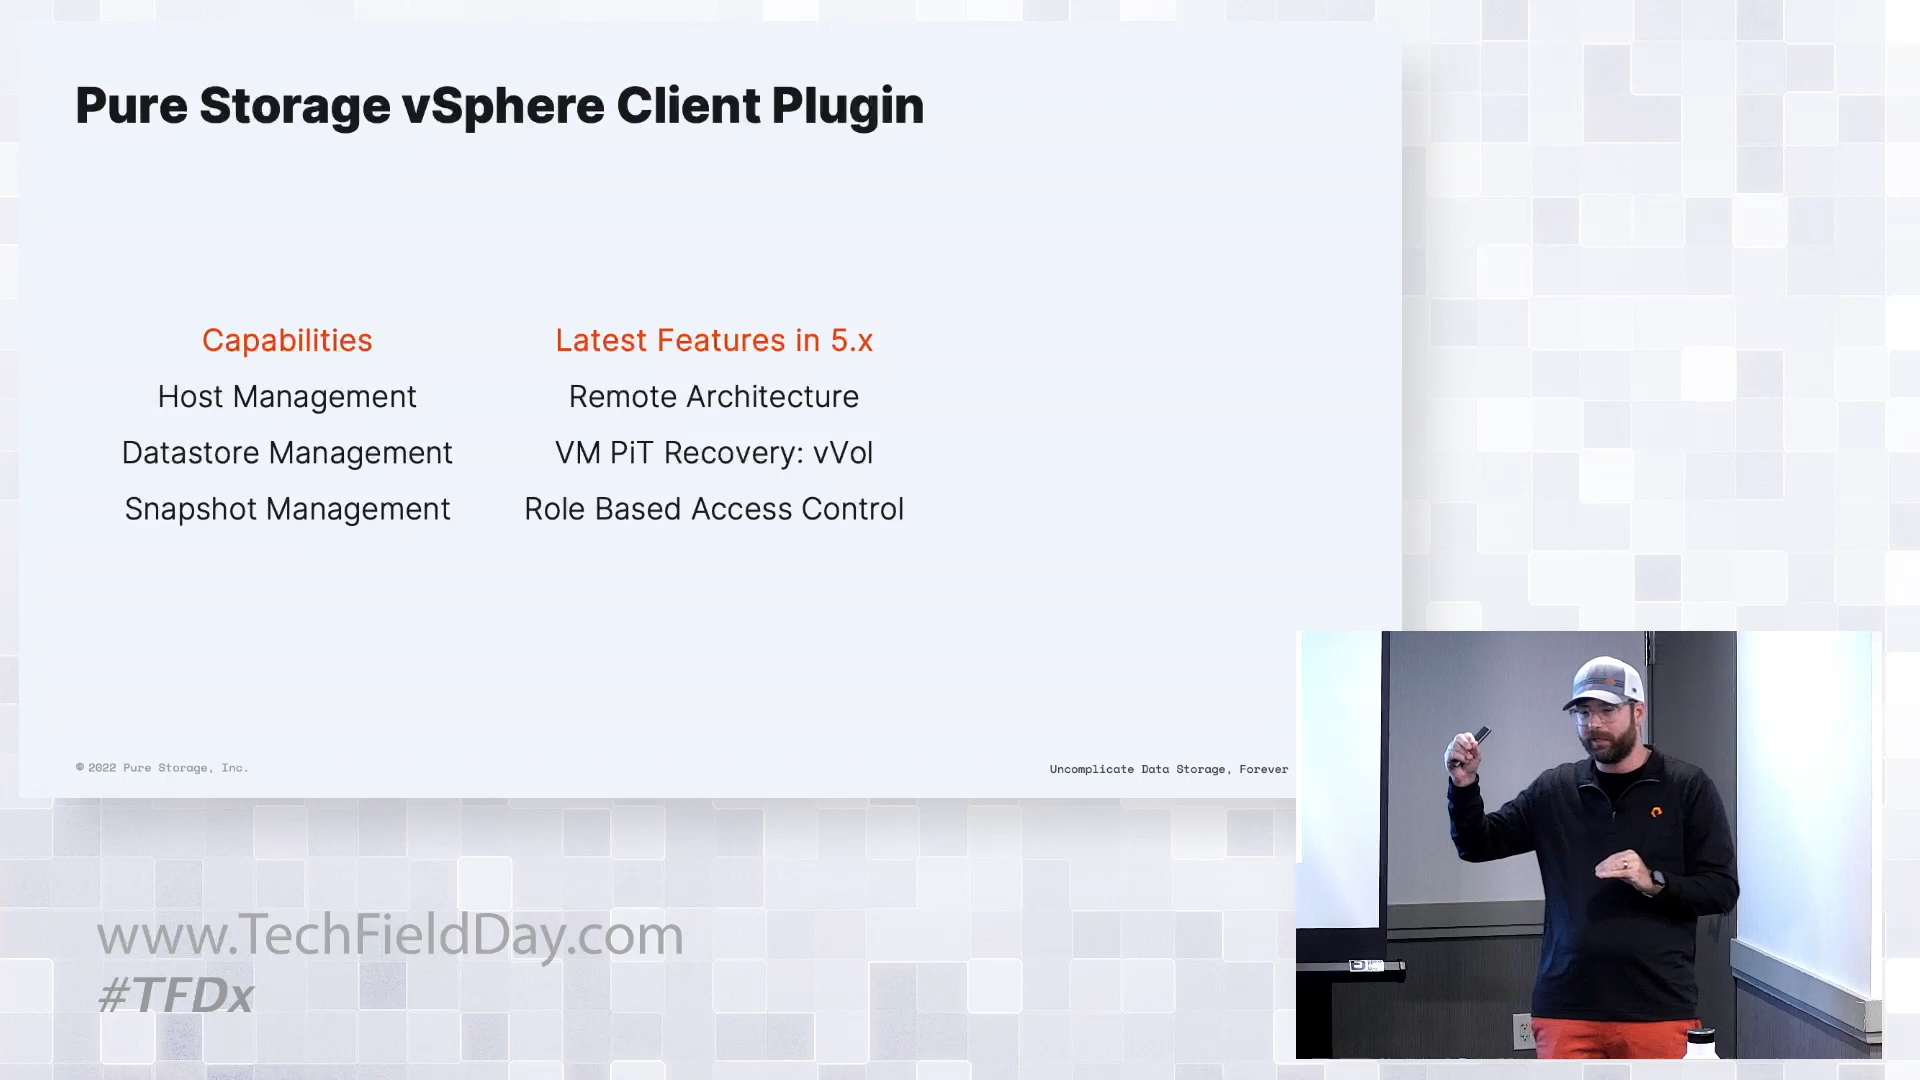 Pure Storage vSphere Client Plugin
Capabilities
Host Management
Datastore Management
Snapshot Management
Latest Features in 5.x
Remote Architecture
VM PiT Recovery: vVol
Role Based Access Control
© 2022 Pure Storage, Inc.
Uncomplicate Data Storage, Forever
www.TechFieldDay.com
#TFDx